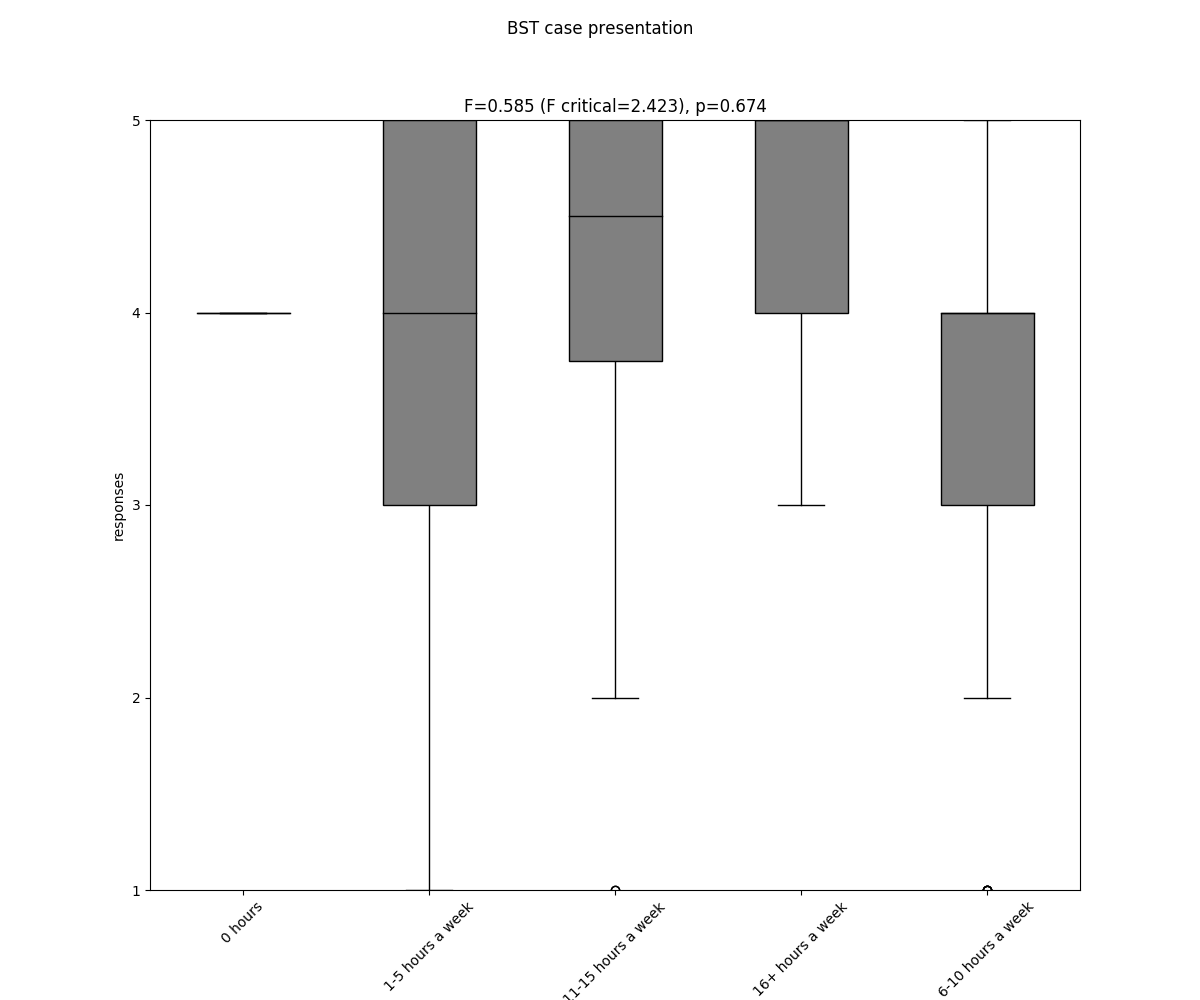 BST case presentation
F=0.585 (F critical=2.423), p=0.674
5
4
3
2
1
responses
0 hours
1-5 hours a week
11-15 hours a week
16+ hours a week
6-10 hours a week